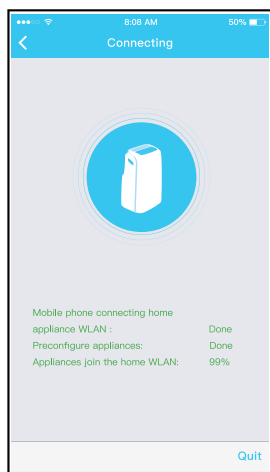 8:08 AM 50%
Connecting
Mobile phone connecting home
appliance WLAN : Done
Preconfigure appliances: Done
Appliances join the home WLAN: 99%
Quit